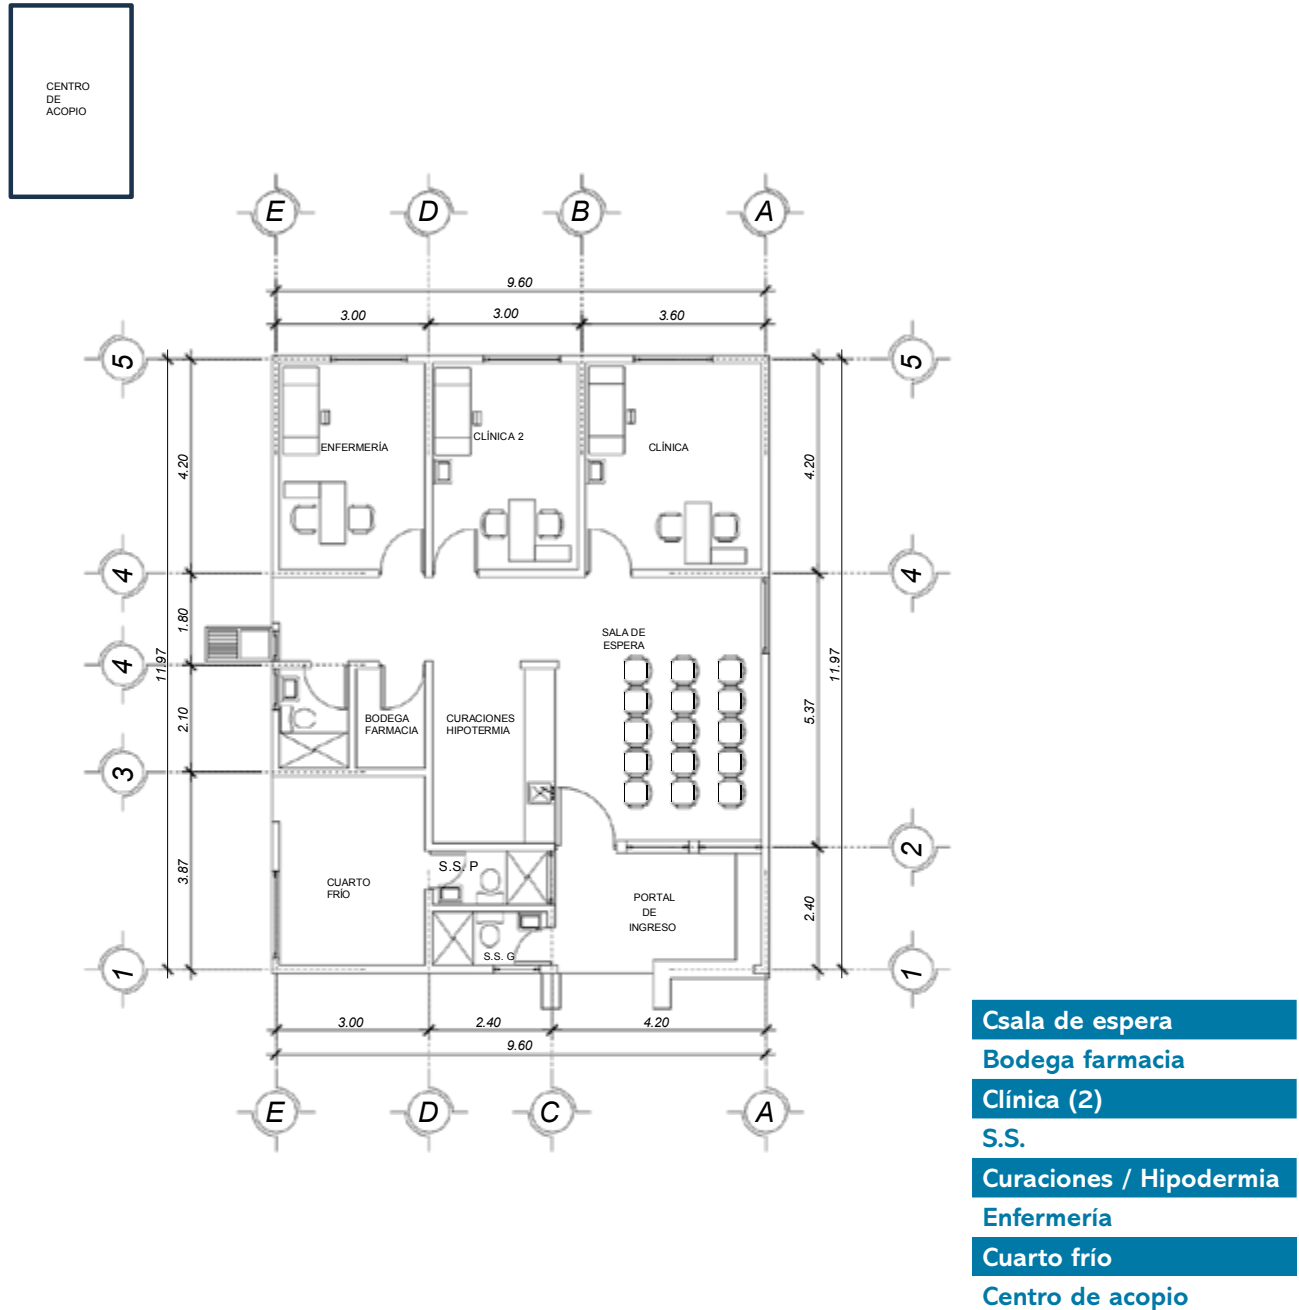 CENTRO
DE
ACOPIO
E
D
B
A
9.60
3.00
3.00
3.60
5
5
4.20
4.20
ENFERMERÍA
CLÍNICA 2
CLÍNICA
4
4
1.80
11.97
SALA DE
ESPERA
11.97
4
2.10
5.37
BODEGA
FARMACIA
CURACIONES
HIPOTERMIA
3
2
3.87
S.S. P
CUARTO
FRÍO
PORTAL
DE
INGRESO
2.40
S.S. G
1
1
3.00
2.40
4.20
9.60
E
D
C
A
Csala de espera
Bodega farmacia
Clínica (2)
S.S.
Curaciones / Hipodermia
Enfermería
Cuarto frío
Centro de acopio